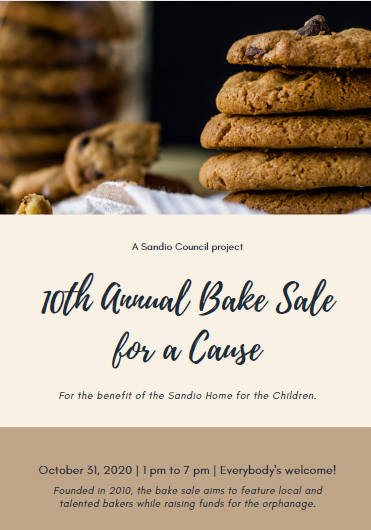 A Sandio Council project
10th Annual Bake Sale
for a Cause
For the benefit of the Sandio Home for the Children.
October 31, 2020 | 1 pm to 7 pm | Everybody's welcome!
Founded in 2010, the bake sale aims to feature local and
talented bakers while raising funds for the orphanage.